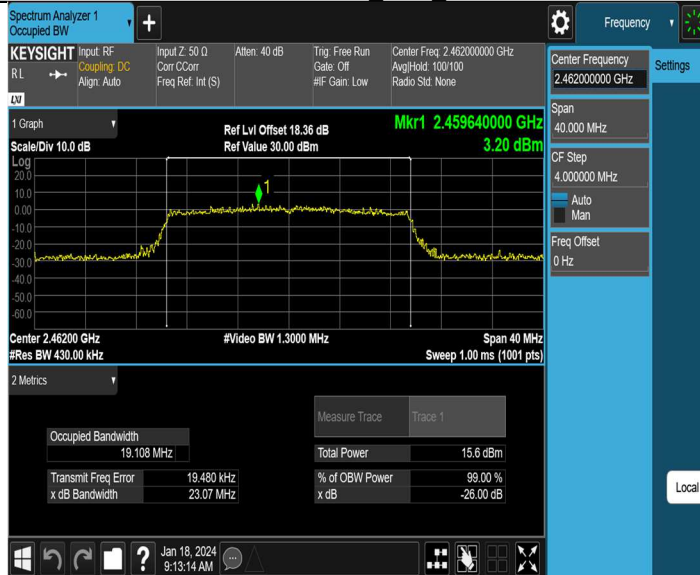 Spectrum Analyzer 1
Occupied BW
+
Frequency
KEYSIGHT
Input: RF
Coupling: DC
Align: Auto
RL
LXI
Input Z: 50 Ω
Corr CCorr
Freq Ref: Int (S)
Atten: 40 dB
Trig: Free Run
Gate: Off
#IF Gain: Low
Center Freq: 2.462000000 GHz
Avg|Hold: 100/100
Radio Std: None
Center Frequency
2.462000000 GHz
Settings
Span
40.000 MHz
CF Step
4.000000 MHz
Auto
Man
Freq Offset
0 Hz
1 Graph
Ref Lvl Offset 18.36 dB
Mkr1 2.459640000 GHz
Scale/Div 10.0 dB
Ref Value 30.00 dBm
3.20 dBm
Log
20.0
10.0
0.00
-10.0
-20.0
-30.0
-40.0
-50.0
-60.0
1
Center 2.46200 GHz
#Video BW 1.3000 MHz
Span 40 MHz
#Res BW 430.00 kHz
Sweep 1.00 ms (1001 pts)
2 Metrics
Measure Trace
Trace 1
Occupied Bandwidth
19.108 MHz
Total Power
15.6 dBm
Transmit Freq Error
19.480 kHz
% of OBW Power
99.00 %
x dB Bandwidth
23.07 MHz
x dB
-26.00 dB
Local
?
Jan 18, 2024
9:13:14 AM